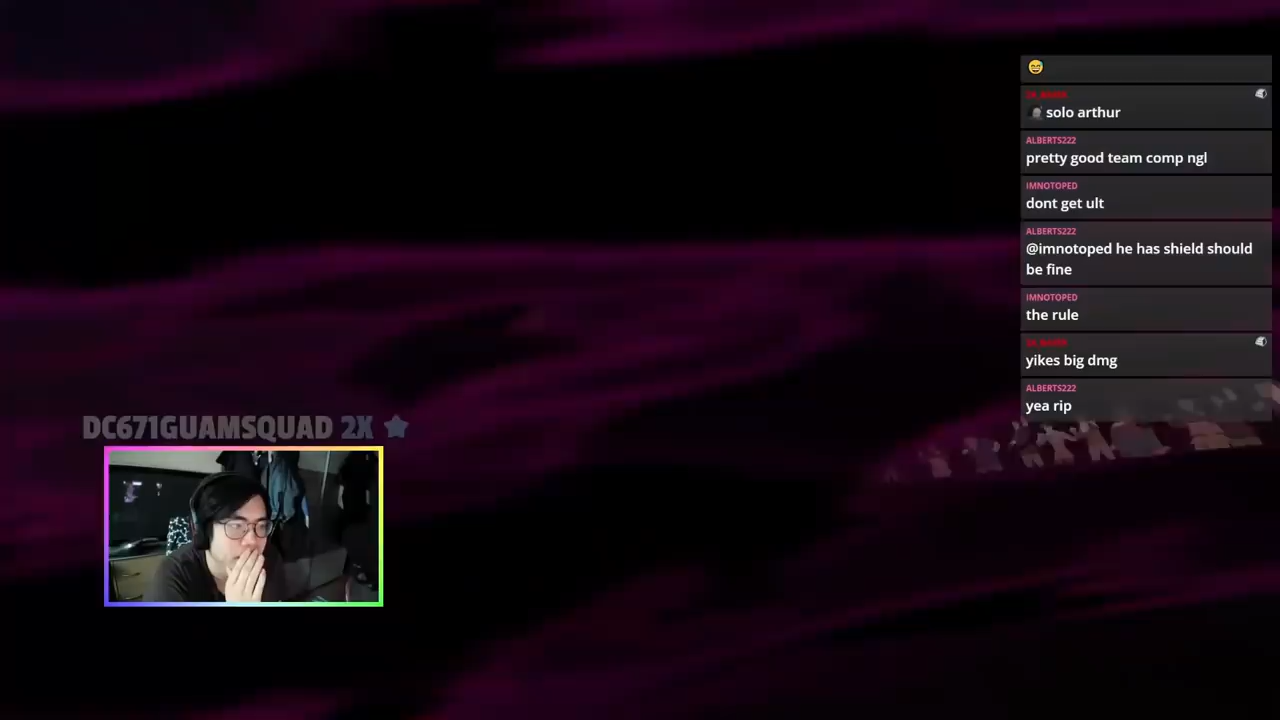 solo arthur
ALBERTS222
pretty good team comp ngl
IMNOTOPED
dont get ult
ALBERTS222
@imnotoped he has shield should
be fine
IMNOTOPED
the rule
yikes big dmg
ALBERTS222
yea rip
DC671GUAMSQUAD 2X